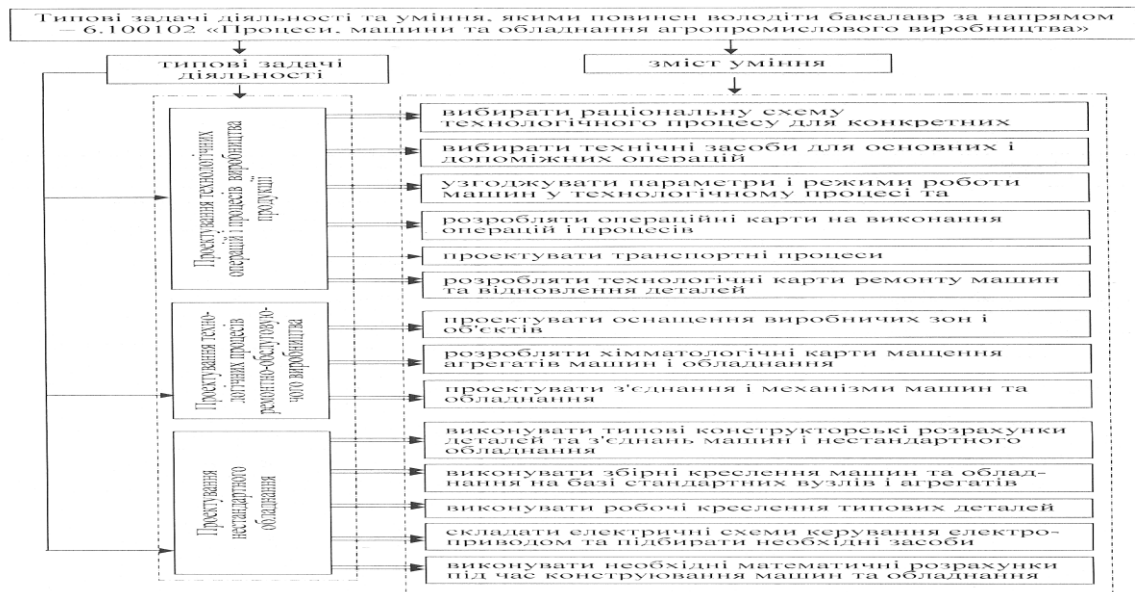 Типові задачі діяльності та уміння, якими повинен володіти бакалавр за напрямом
– 6.100102 «Процеси, машини та обладнання агропромислового виробництва»
типові задачі
діяльності
зміст уміння
Проектування технологічних
операцій і процесів виробництва
продукції
вибирати раціональну схему
технологічного процесу для конкретних
вибирати технічні засоби для основних і
допоміжних операцій
узгоджувати параметри і режими роботи
машин у технологічному процесі та
розробляти операційні карти на виконання
операцій і процесів
проектувати транспортні процеси
розробляти технологічні карти ремонту машин
та відновлення деталей
Проектування техно-
логічних процесів
ремонтно-обслуговую-
чого виробництва
проектувати оснащення виробничих зон і
об'єктів
розробляти хімматологічні карти мащення
агрегатів машин і обладнання
проектувати з'єднання і механізми машин та
обладнання
Проектування
нестандартного
обладнання
виконувати типові конструкторські розрахунки
деталей та з'єднань машин і нестандартного
обладнання
виконувати збірні креслення машин та облад-
нання на базі стандартних вузлів і агрегатів
виконувати робочі креслення типових деталей
складати електричні схеми керування електро-
приводом та підбирати необхідні засоби
виконувати необхідні математичні розрахунки
під час конструювання машин та обладнання